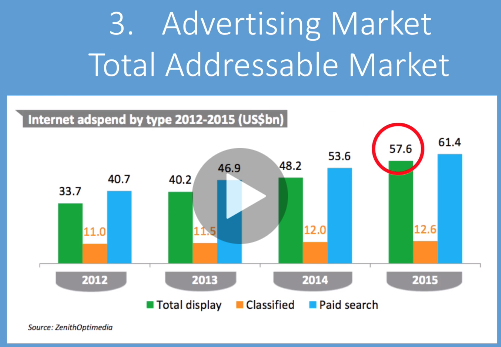 3. Advertising Market
Total Addressable Market
Internet adspend by type 2012-2015 (US$bn)
33.7 11.0 40.7
40.2 11.5 46.9
48.2 12.0 53.6
57.6 12.6 61.4
2012 2013 2014 2015
Total display Classified Paid search
Source: ZenithOptimedia